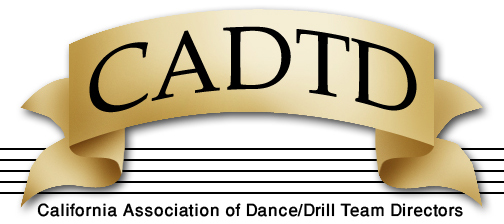 CADTD
California Association of Dance/Drill Team Directors